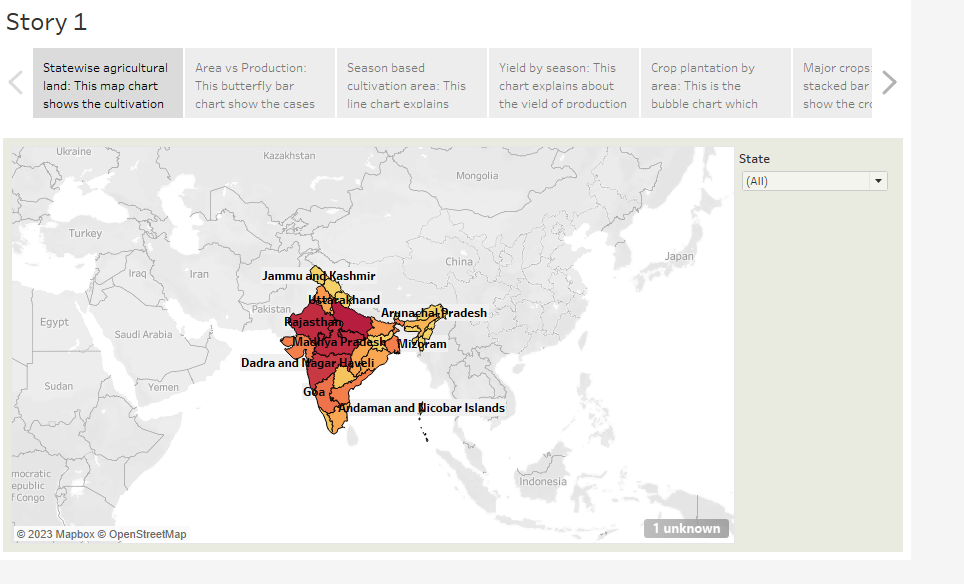 Story 1
Statewise agricultural
land: This map chart
shows the cultivation
Area vs Production:
This butterfly bar
chart show the cases
Season based
cultivation area: This
line chart explains
Yield by season: This
chart explains about
the yield of production
Crop plantation by
area: This is the
bubble chart which
Major crops:
stacked bar
show the cro
State
(All)
Ukraine
Kazakhstan
Mongolia
Turkey
Japan
China
Iraq
Iran
Jammu and Kashmir
Uttarakhand
Pakistan
Arunachal Pradesh
Egypt
Rajasthan
Saudi Arabia
Madhya Pradesh
Mizoram
Dadra and Nagar Haveli
Sudan
Yemen
Goa
Andaman and Nicobar Islands
mocratic
epublic
f Congo
Indonesia
1 unknown
© 2023 Mapbox © OpenStreetMap